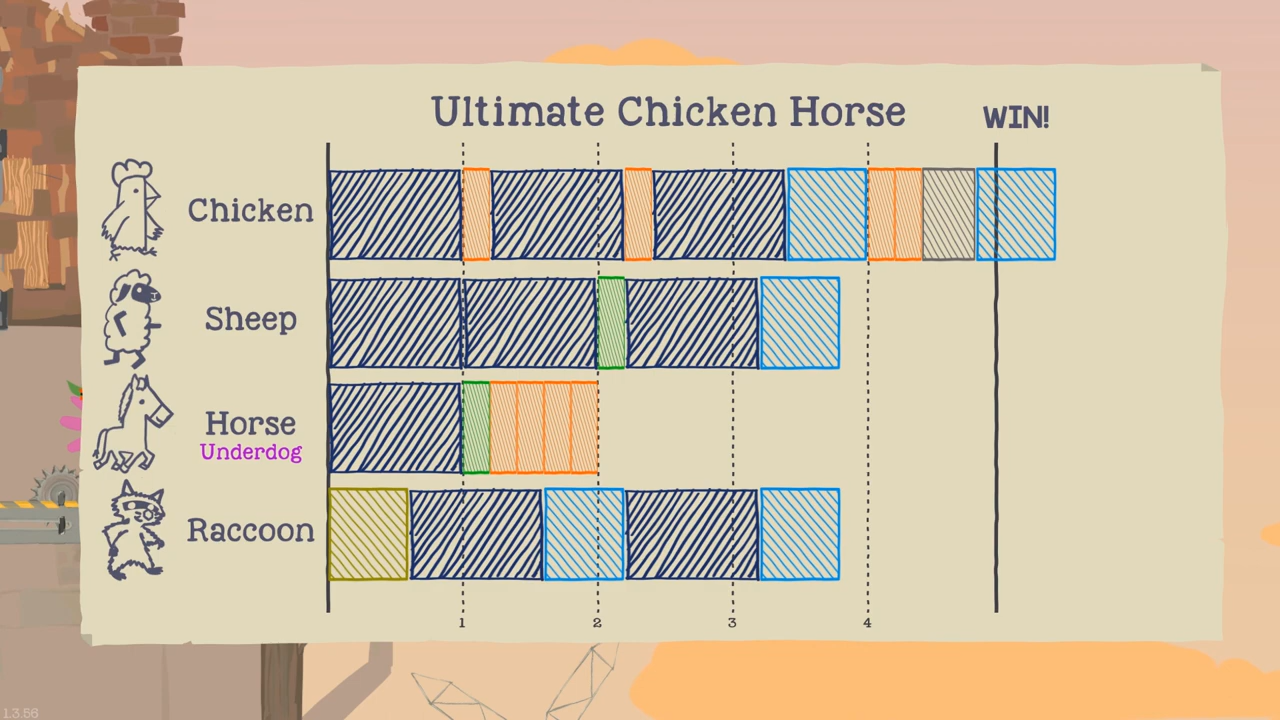 Ultimate Chicken Horse
WIN!
Chicken
Sheep
Horse
Underdog
Raccoon
1 2 3 4
1.3.56